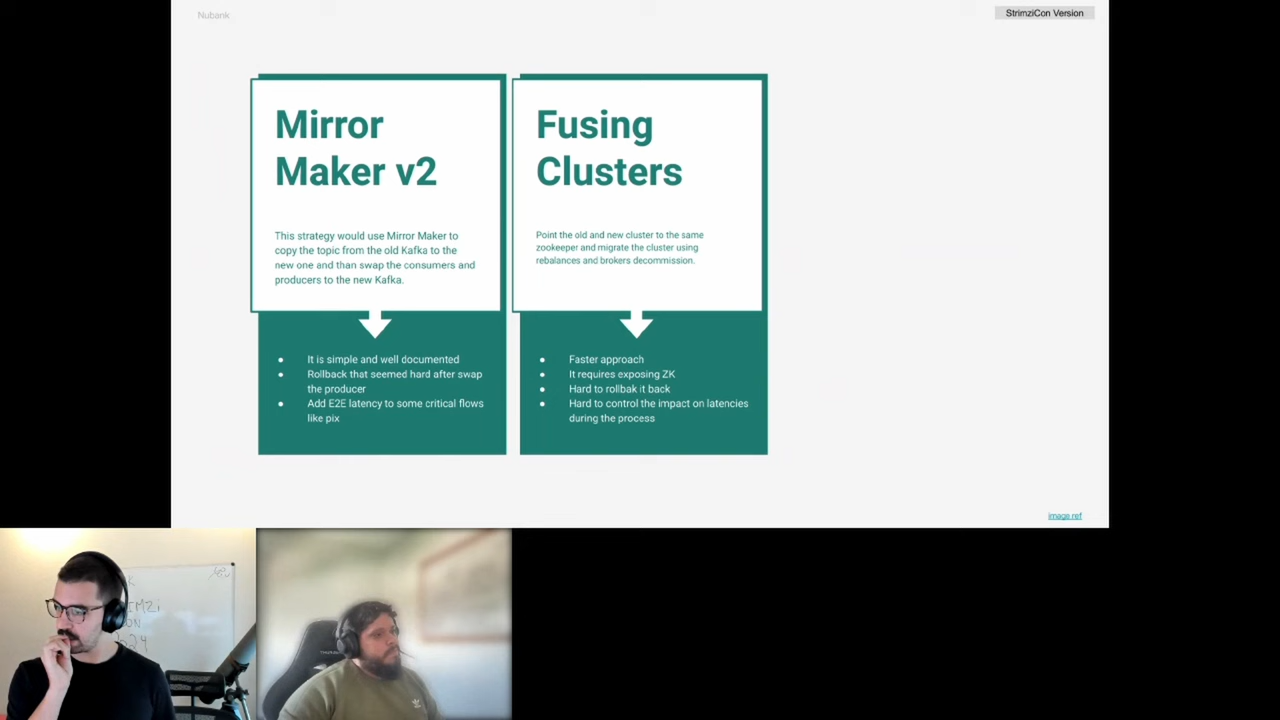 Nubank
StrimziCon Version
Mirror
Maker v2
This strategy would use Mirror Maker to
copy the topic from the old Kafka to the
new one and than swap the consumers and
producers to the new Kafka.
● It is simple and well documented
● Rollback that seemed hard after swap
the producer
● Add E2E latency to some critical flows
like pix
Fusing
Clusters
Point the old and new cluster to the same
zookeeper and migrate the cluster using
rebalances and brokers decommission.
● Faster approach
● It requires exposing ZK
● Hard to rollbak it back
● Hard to control the impact on latencies
during the process
image ref